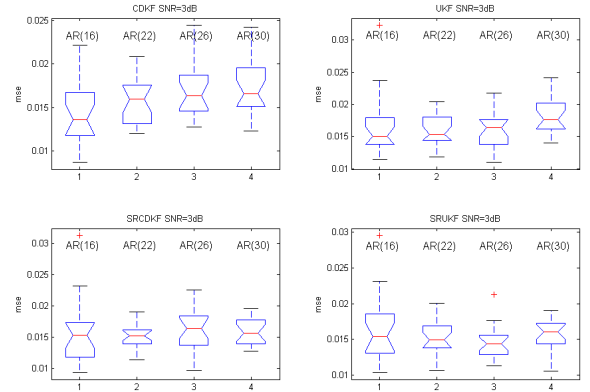 CDKF SNR=3dB
0.025
0.02
0.015
0.01
mse
AR(16) AR(22) AR(26) AR(30)
1 2 3 4
UKF SNR=3dB
0.03
0.025
0.02
0.015
0.01
mse
AR(16) AR(22) AR(26) AR(30)
1 2 3 4
SRCDKF SNR=3dB
0.03
0.025
0.02
0.015
0.01
mse
AR(16) AR(22) AR(26) AR(30)
1 2 3 4
SRUKF SNR=3dB
0.03
0.025
0.02
0.015
0.01
mse
AR(16) AR(22) AR(26) AR(30)
1 2 3 4